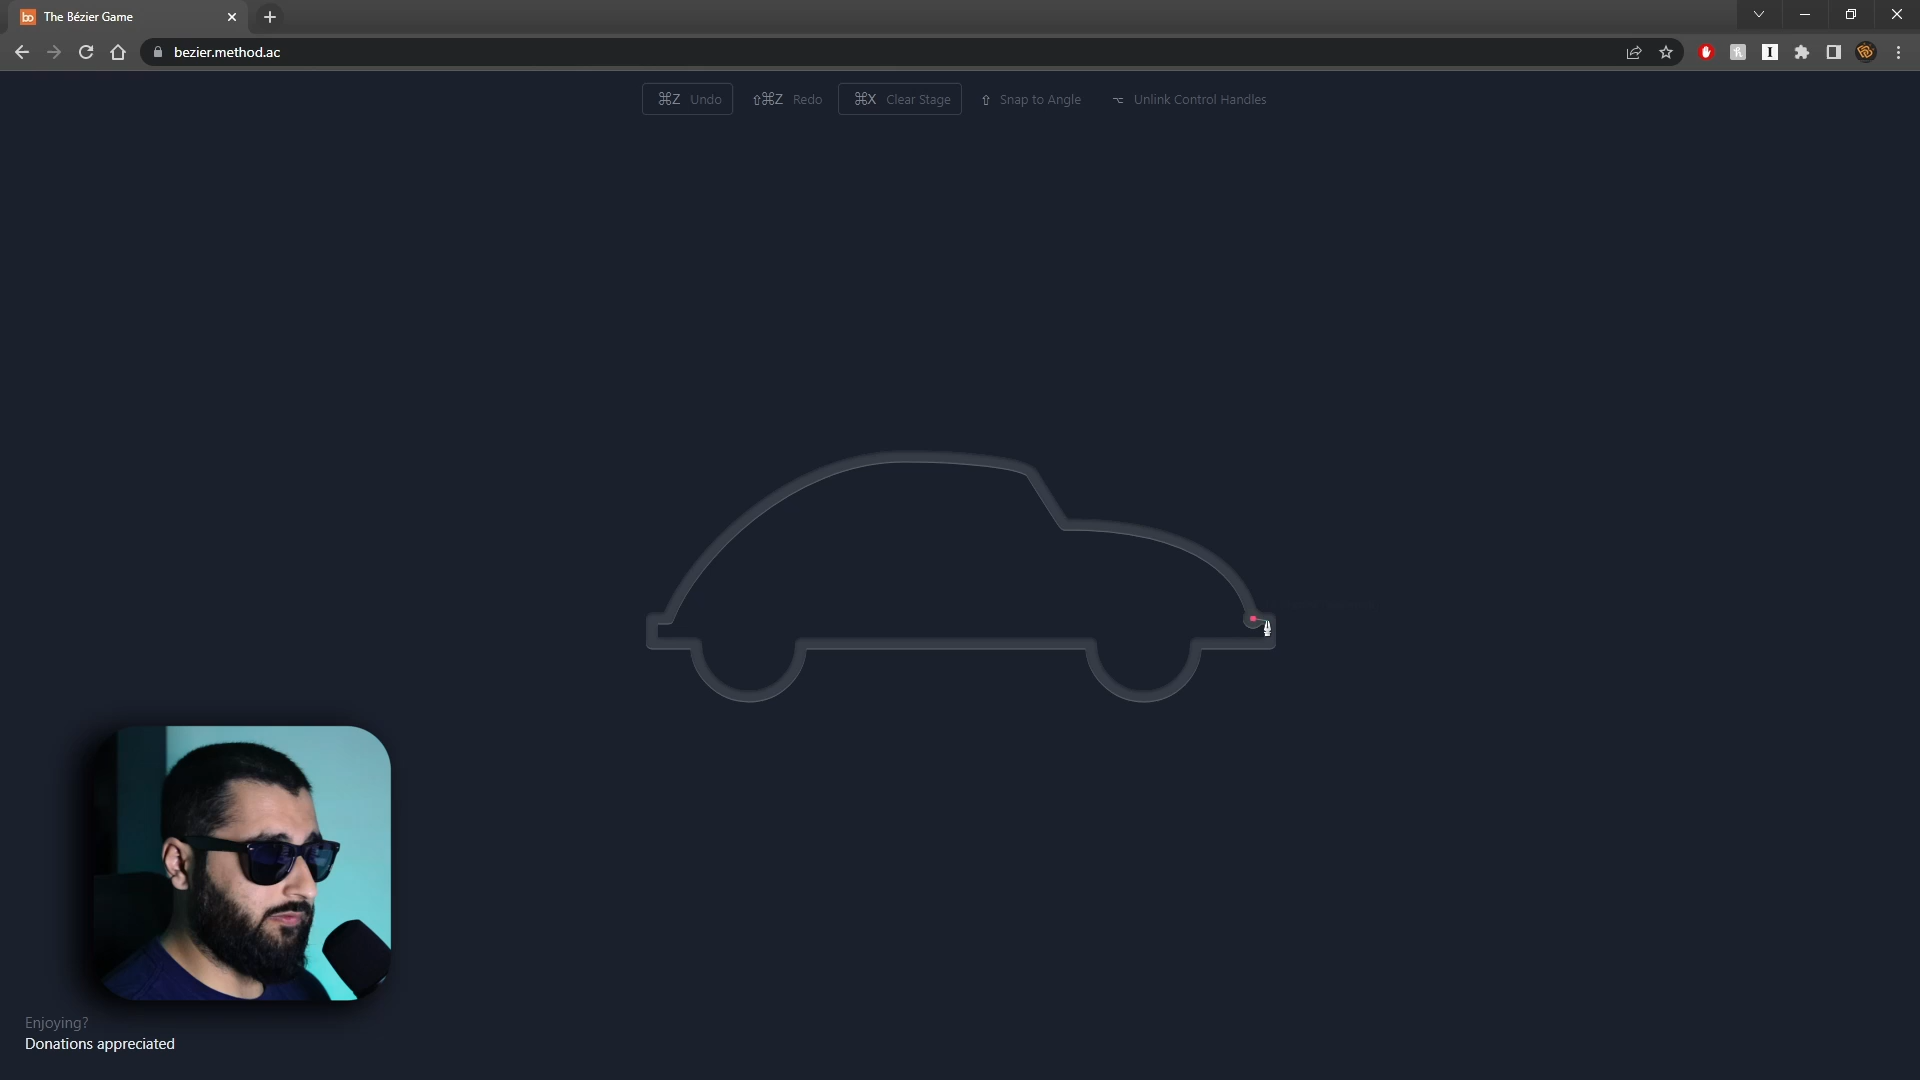 The Bézier Game
bezier.method.ac
⌘Z Undo ⇧⌘Z Redo ⌘X Clear Stage ⇧ Snap to Angle ⌥ Unlink Control Handles
Enjoying?
Donations appreciated